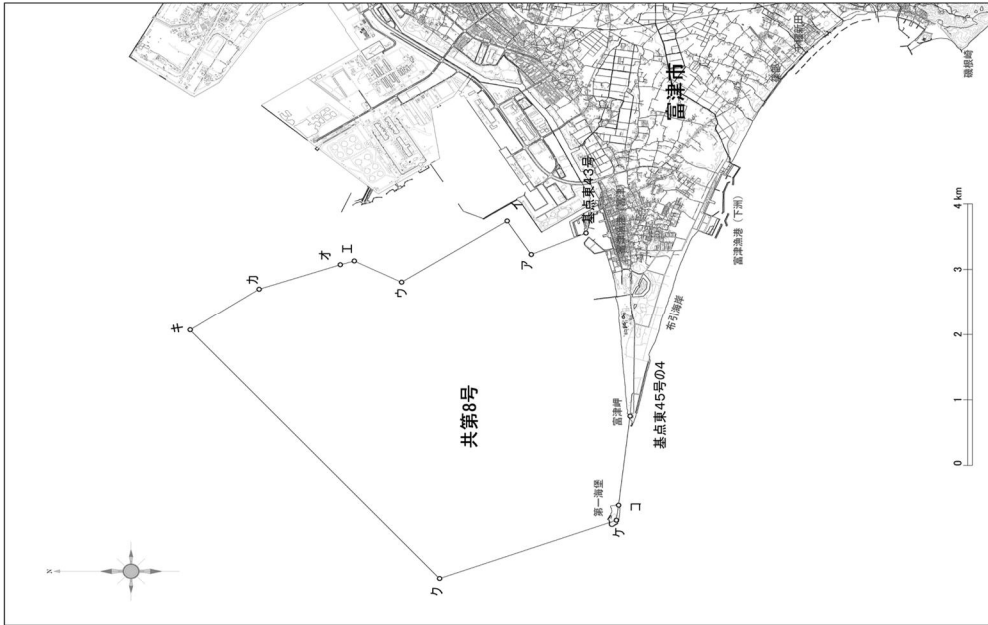 磯根崎
富津市
基点東43号
イ
ア
エ
オ
ウ
カ
キ
共第8号
富津漁港（下洲）
布引海岸
富津岬
基点東45号の4
第一海堡
コ
ケ
ク
N
0 1 2 3 4 km